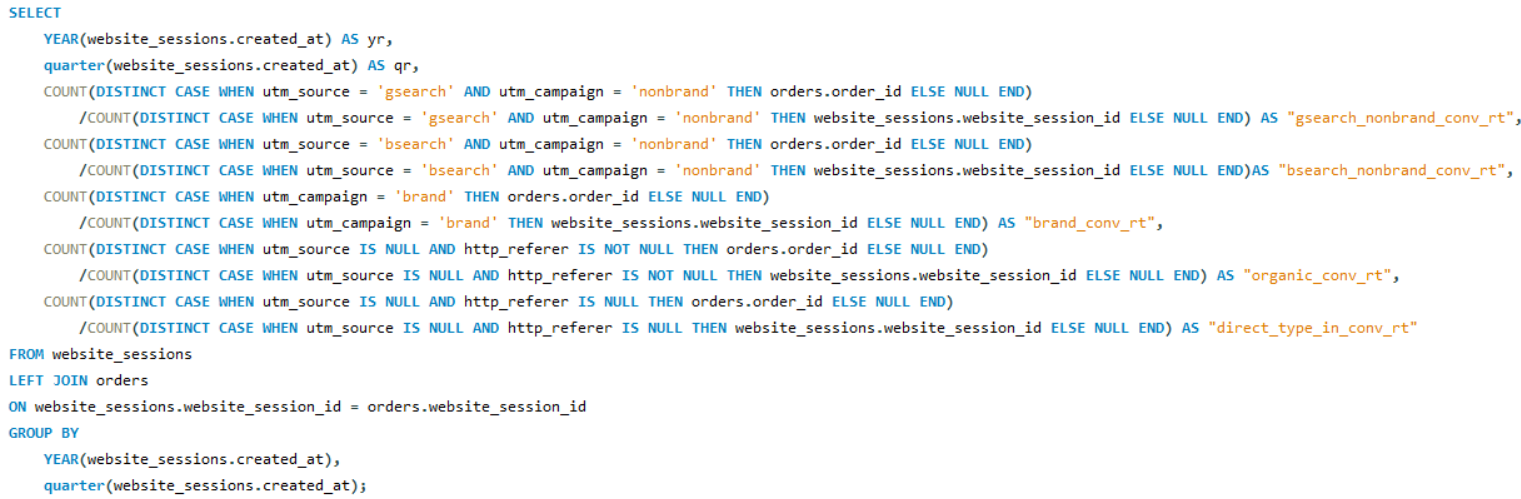 SELECT
YEAR(website_sessions.created_at) AS yr,
quarter(website_sessions.created_at) AS qr,
COUNT(DISTINCT CASE WHEN utm_source = 'gsearch' AND utm_campaign = 'nonbrand' THEN orders.order_id ELSE NULL END)
/COUNT(DISTINCT CASE WHEN utm_source = 'gsearch' AND utm_campaign = 'nonbrand' THEN website_sessions.website_session_id ELSE NULL END) AS "gsearch_nonbrand_conv_rt",
COUNT(DISTINCT CASE WHEN utm_source = 'bsearch' AND utm_campaign = 'nonbrand' THEN orders.order_id ELSE NULL END)
/COUNT(DISTINCT CASE WHEN utm_source = 'bsearch' AND utm_campaign = 'nonbrand' THEN website_sessions.website_session_id ELSE NULL END)AS "bsearch_nonbrand_conv_rt",
COUNT(DISTINCT CASE WHEN utm_campaign = 'brand' THEN orders.order_id ELSE NULL END)
/COUNT(DISTINCT CASE WHEN utm_campaign = 'brand' THEN website_sessions.website_session_id ELSE NULL END) AS "brand_conv_rt",
COUNT(DISTINCT CASE WHEN utm_source IS NULL AND http_referer IS NOT NULL THEN orders.order_id ELSE NULL END)
/COUNT(DISTINCT CASE WHEN utm_source IS NULL AND http_referer IS NOT NULL THEN website_sessions.website_session_id ELSE NULL END) AS "organic_conv_rt",
COUNT(DISTINCT CASE WHEN utm_source IS NULL AND http_referer IS NULL THEN orders.order_id ELSE NULL END)
/COUNT(DISTINCT CASE WHEN utm_source IS NULL AND http_referer IS NULL THEN website_sessions.website_session_id ELSE NULL END) AS "direct_type_in_conv_rt"
FROM website_sessions
LEFT JOIN orders
ON website_sessions.website_session_id = orders.website_session_id
GROUP BY
YEAR(website_sessions.created_at),
quarter(website_sessions.created_at);